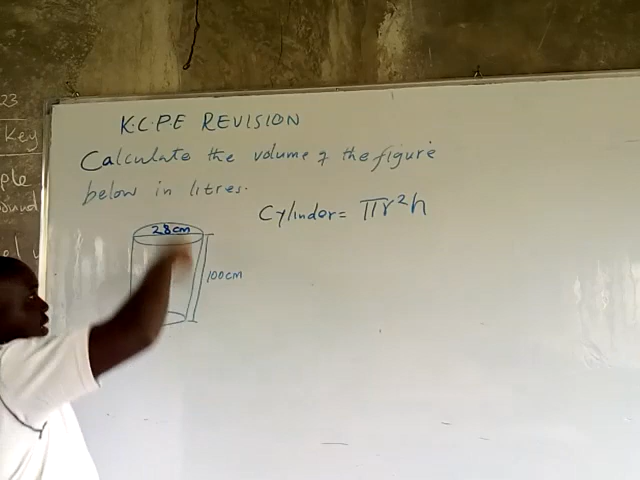 23
Key
ple
K.C.P.E REVISION
Calculate the volume of the figure
below in litres.
Cylinder = πr²h
28cm
100cm